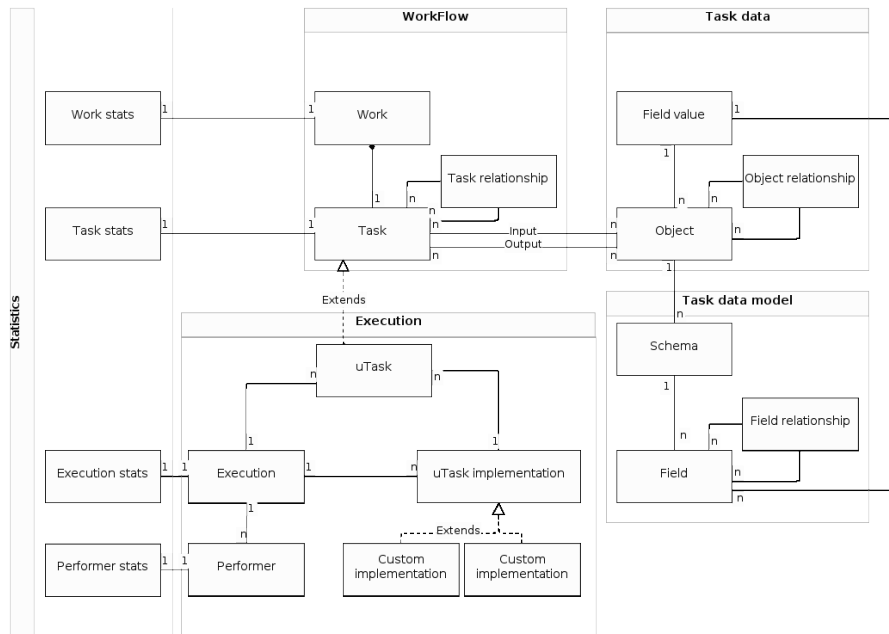 WorkFlow
Task data
Work stats
1
1
Work
Field value
1
1
Task relationship
Object relationship
1
n
n
n
n
n
Task stats
1
1
Task
n
Input
n
Output
n
n
Object
n
1
Extends
Statistics
Execution
Task data model
n
Schema
1
uTask
n
n
Field relationship
1
1
n
n
Execution stats
1
1
Execution
1
n
uTask implementation
Field
n
n
1
Extends
n
Performer stats
1
1
Performer
Custom
implementation
Custom
implementation